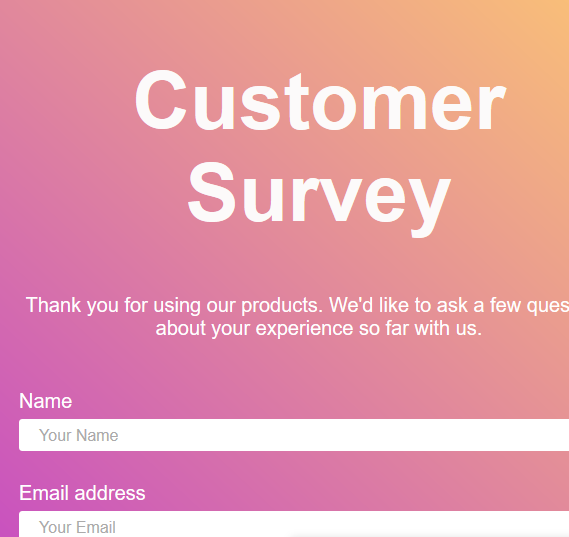 Customer
Survey
Thank you for using our products. We'd like to ask a few ques
about your experience so far with us.
Name
Your Name
Email address
Your Email